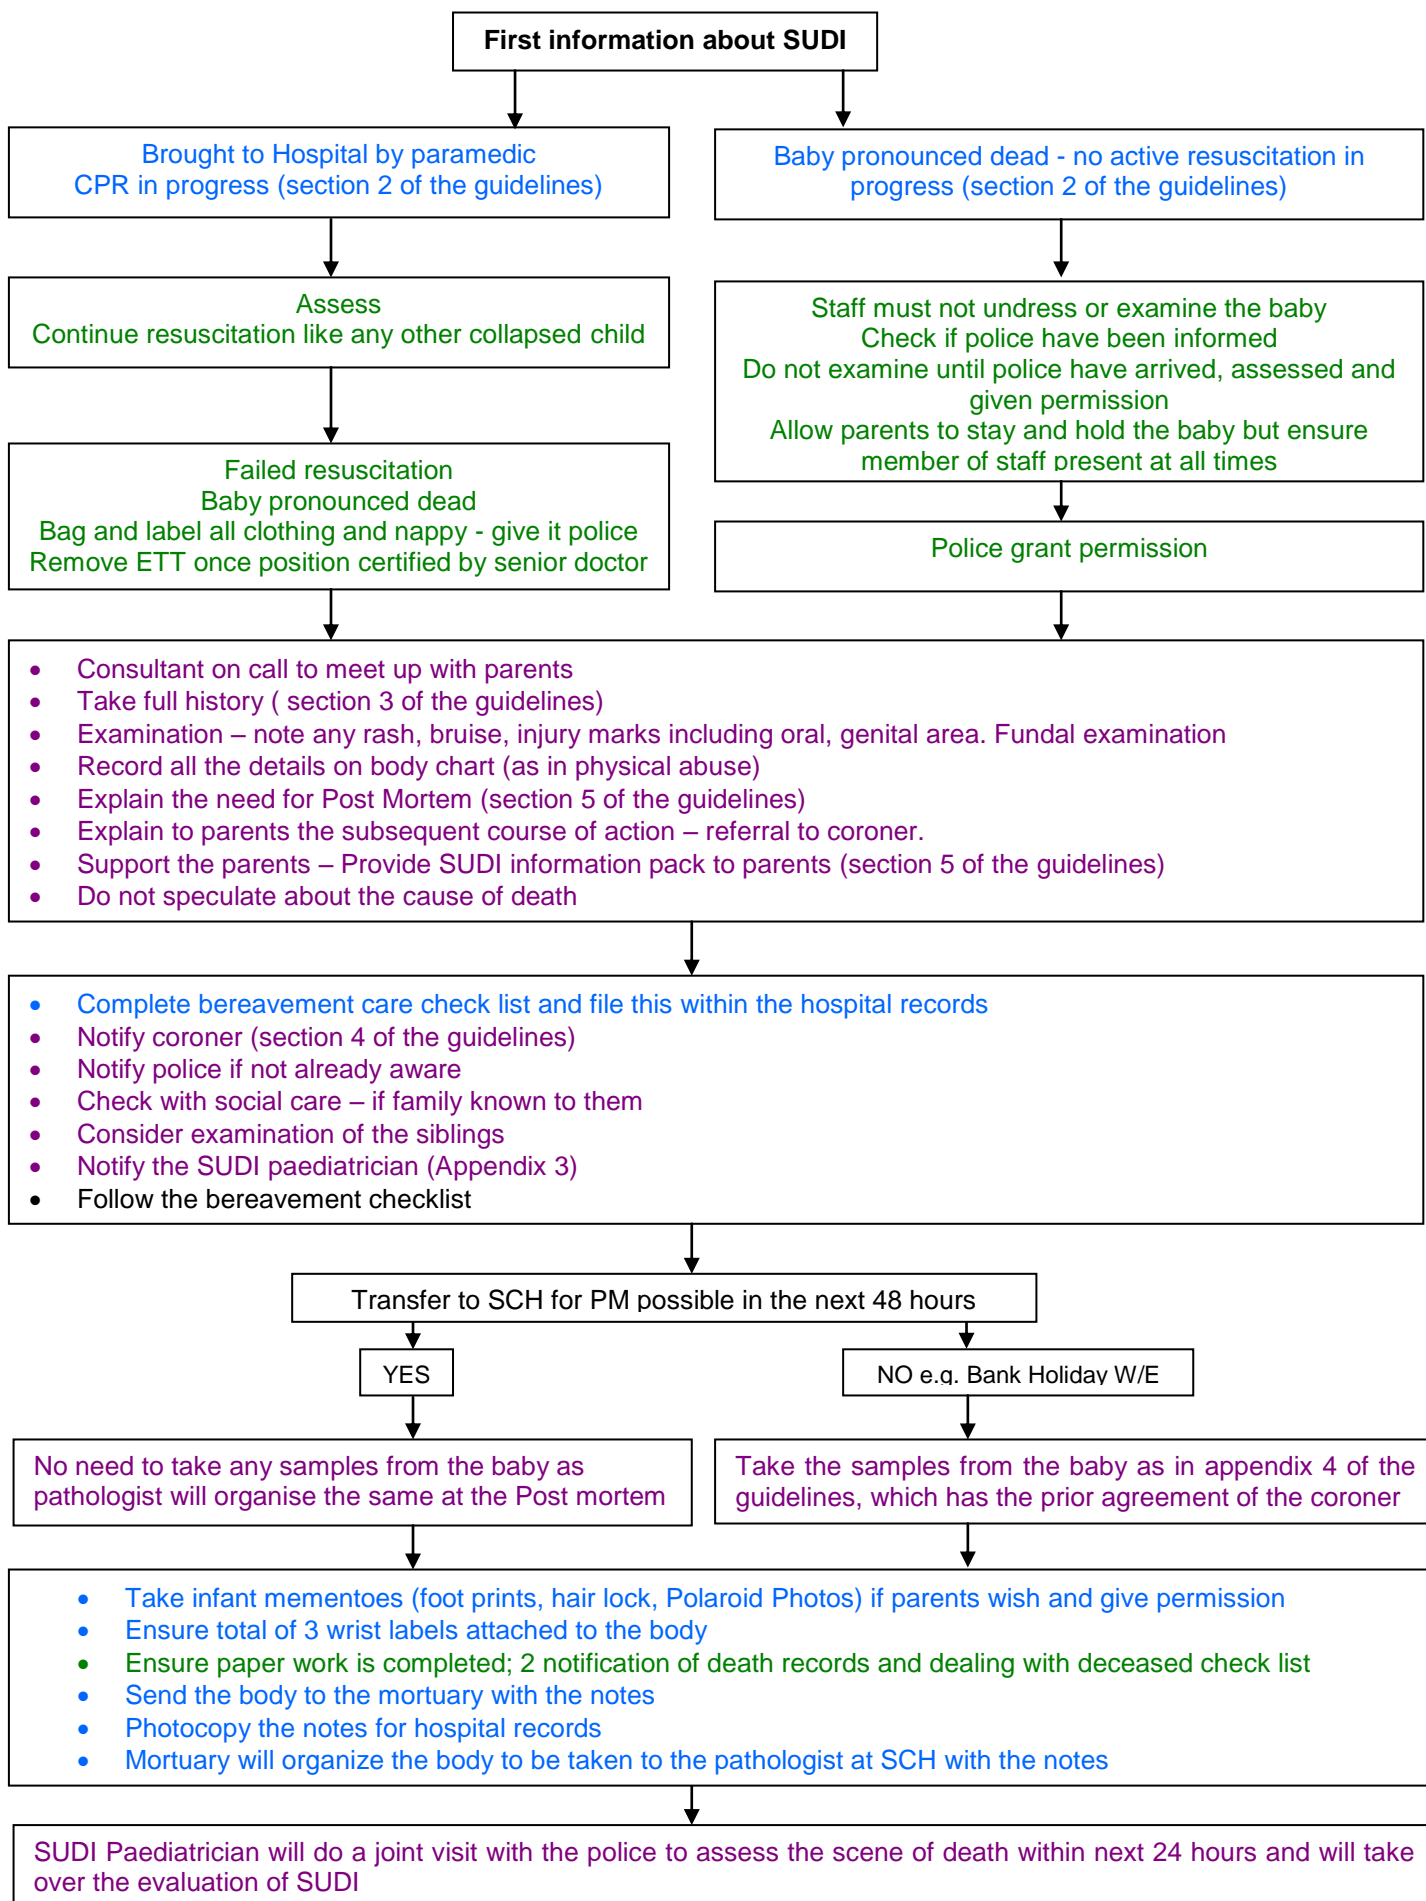 First information about SUDI
Brought to Hospital by paramedic
CPR in progress (section 2 of the guidelines)
Baby pronounced dead - no active resuscitation in
progress (section 2 of the guidelines)
Assess
Continue resuscitation like any other collapsed child
Staff must not undress or examine the baby
Check if police have been informed
Do not examine until police have arrived, assessed and
given permission
Allow parents to stay and hold the baby but ensure
member of staff present at all times
Failed resuscitation
Baby pronounced dead
Bag and label all clothing and nappy - give it police
Remove ETT once position certified by senior doctor
Police grant permission
• Consultant on call to meet up with parents
• Take full history ( section 3 of the guidelines)
• Examination – note any rash, bruise, injury marks including oral, genital area. Fundal examination
• Record all the details on body chart (as in physical abuse)
• Explain the need for Post Mortem (section 5 of the guidelines)
• Explain to parents the subsequent course of action – referral to coroner.
• Support the parents – Provide SUDI information pack to parents (section 5 of the guidelines)
• Do not speculate about the cause of death
• Complete bereavement care check list and file this within the hospital records
• Notify coroner (section 4 of the guidelines)
• Notify police if not already aware
• Check with social care – if family known to them
• Consider examination of the siblings
• Notify the SUDI paediatrician (Appendix 3)
• Follow the bereavement checklist
Transfer to SCH for PM possible in the next 48 hours
YES
NO e.g. Bank Holiday W/E
No need to take any samples from the baby as
pathologist will organise the same at the Post mortem
Take the samples from the baby as in appendix 4 of the
guidelines, which has the prior agreement of the coroner
• Take infant mementoes (foot prints, hair lock, Polaroid Photos) if parents wish and give permission
• Ensure total of 3 wrist labels attached to the body
• Ensure paper work is completed; 2 notification of death records and dealing with deceased check list
• Send the body to the mortuary with the notes
• Photocopy the notes for hospital records
• Mortuary will organize the body to be taken to the pathologist at SCH with the notes
SUDI Paediatrician will do a joint visit with the police to assess the scene of death within next 24 hours and will take
over the evaluation of SUDI